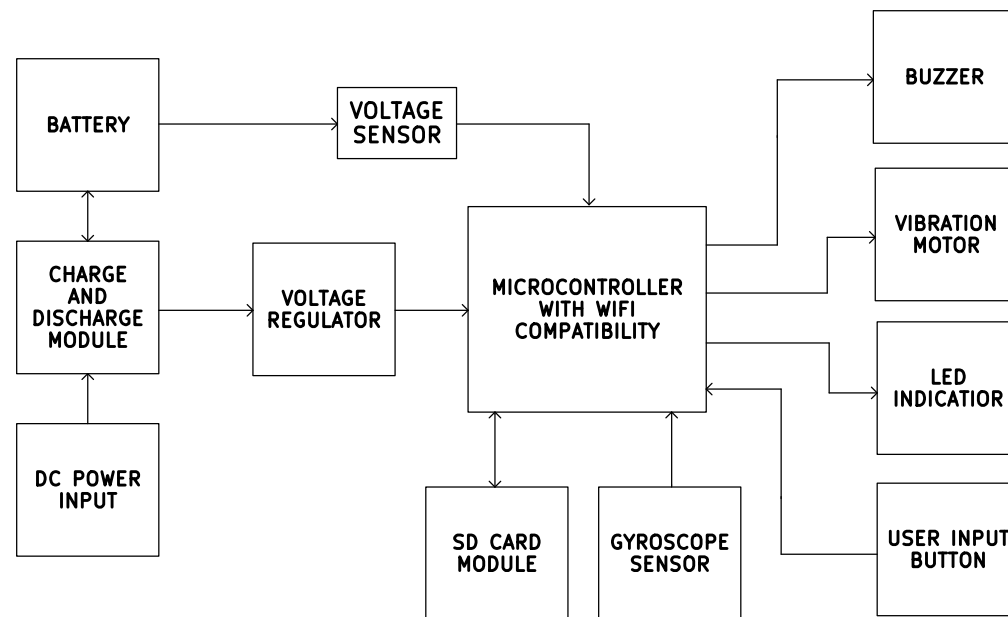 BUZZER
BATTERY
VOLTAGE
SENSOR
VIBRATION
MOTOR
CHARGE
AND
DISCHARGE
MODULE
VOLTAGE
REGULATOR
MICROCONTROLLER
WITH WIFI
COMPATIBILITY
LED
INDICATIOR
DC POWER
INPUT
SD CARD
MODULE
GYROSCOPE
SENSOR
USER INPUT
BUTTON